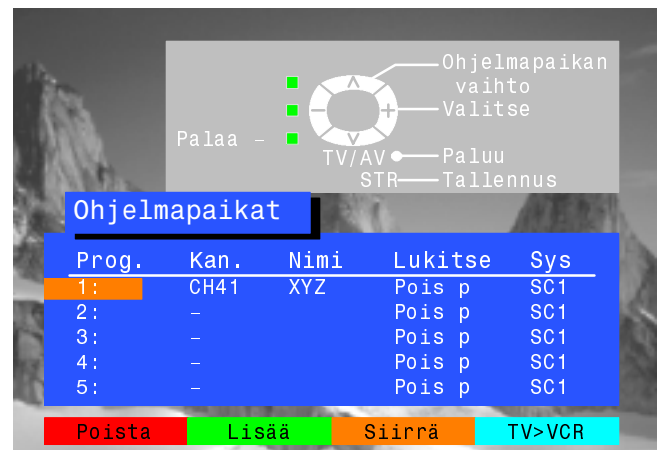 Ohjelmapaikan
vaihto
Valitse
Palaa –
TV/AV Paluu
STR Tallennus
Ohjelmapaikat
Prog. Kan. Nimi Lukitse Sys
1: CH41 XYZ Pois p SC1
2: – Pois p SC1
3: – Pois p SC1
4: – Pois p SC1
5: – Pois p SC1
Poista Lisää Siirrä TV>VCR